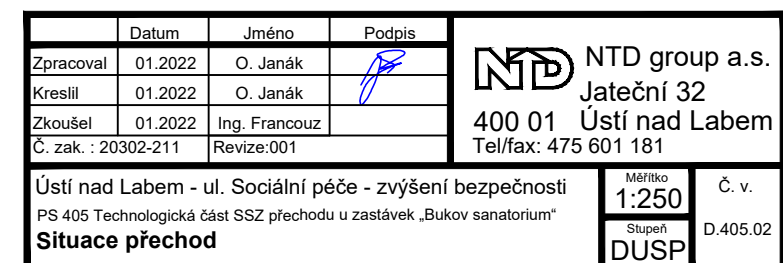 Datum Jméno Podpis
Zpracoval 01.2022 O. Janák
Kreslil 01.2022 O. Janák
Zkoušel 01.2022 Ing. Francouz
Č. zak. : 20302-211 Revize:001
NTD NTD group a.s.
Jateční 32
400 01 Ústí nad Labem
Tel/fax: 475 601 181
Ústí nad Labem - ul. Sociální péče - zvýšení bezpečnosti
PS 405 Technologická část SSZ přechodu u zastávek „Bukov sanatorium“
Situace přechod
Měřítko
1:250
Stupeň
DUSP
Č. v.
D.405.02